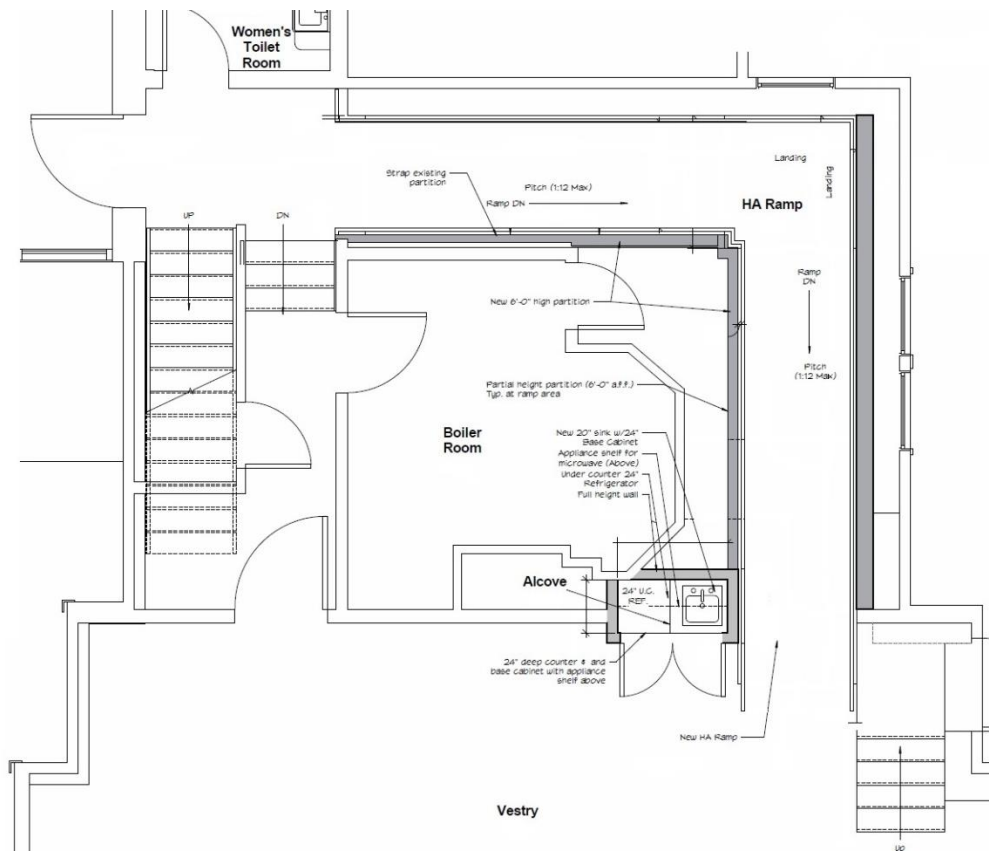 Women's
Toilet
Room
Landing
Landing
Strap existing
partition
Pitch (1:12 Max)
Ramp DN
HA Ramp
UP
DN
Ramp
DN
New 6'-0" high partition
Pitch
(1:12 Max)
Partial height partition (6'-0" a.f.f.)
Typ. at ramp area
Boiler
Room
New 20" sink w/24"
Base Cabinet
Appliance shelf for
microwave (Above)
Under counter 24"
Refrigerator
Full height wall
Alcove
24" U.C.
REF.
24" deep counter & and
base cabinet with appliance
shelf above
New HA Ramp
Vestry
Up